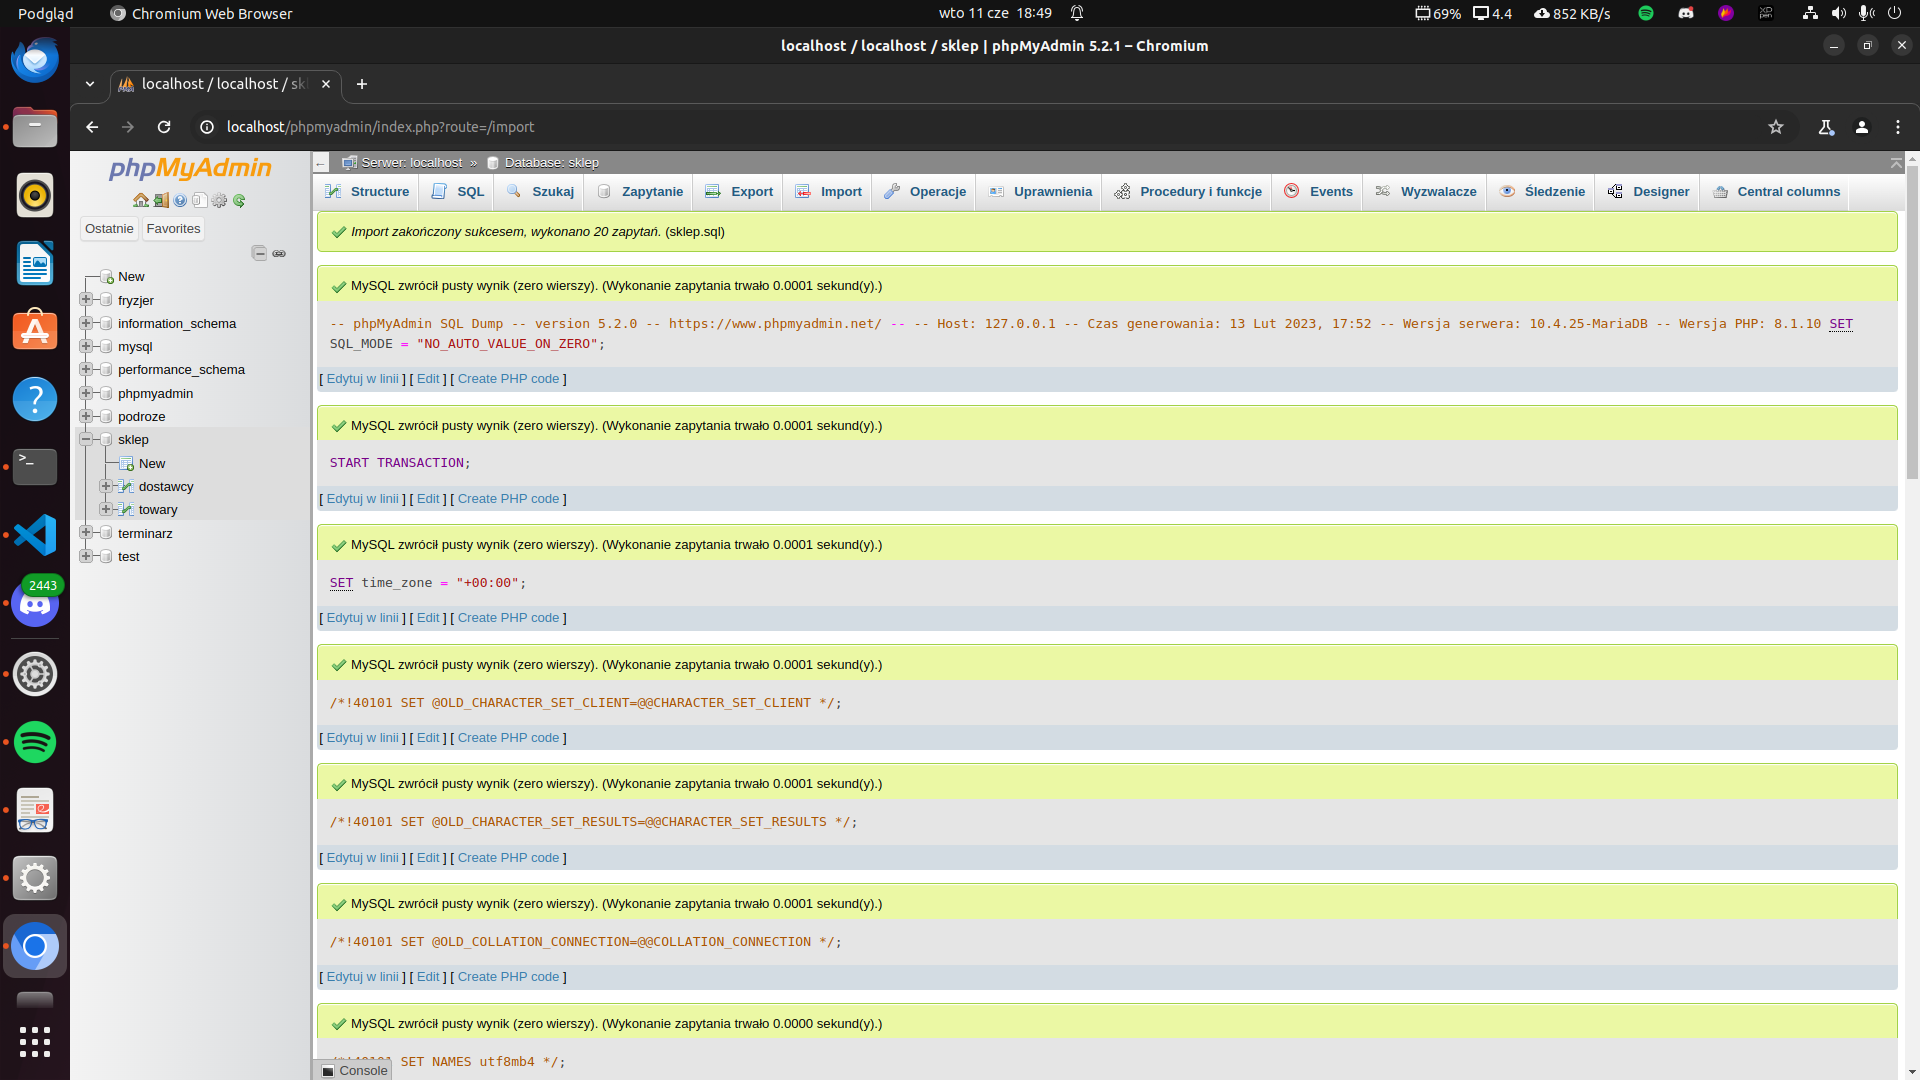 Podgląd
Chromium Web Browser
wto 11 cze 18:49
69%
4.4
852 KB/s
localhost / localhost / sklep | phpMyAdmin 5.2.1 – Chromium
localhost / localhost / skl
localhost/phpmyadmin/index.php?route=/import
phpMyAdmin
Ostatnie
Favorites
New
fryzjer
information_schema
mysql
performance_schema
phpmyadmin
podroze
sklep
New
dostawcy
towary
terminarz
test
2443
Serwer: localhost » Database: sklep
Structure
SQL
Szukaj
Zapytanie
Export
Import
Operacje
Uprawnienia
Procedury i funkcje
Events
Wyzwalacze
Śledzenie
Designer
Central columns
Import zakończony sukcesem, wykonano 20 zapytań. (sklep.sql)
MySQL zwrócił pusty wynik (zero wierszy). (Wykonanie zapytania trwało 0.0001 sekund(y).)
-- phpMyAdmin SQL Dump -- version 5.2.0 -- https://www.phpmyadmin.net/ -- -- Host: 127.0.0.1 -- Czas generowania: 13 Lut 2023, 17:52 -- Wersja serwera: 10.4.25-MariaDB -- Wersja PHP: 8.1.10 SET
SQL_MODE = "NO_AUTO_VALUE_ON_ZERO";
[ Edytuj w linii ] [ Edit ] [ Create PHP code ]
MySQL zwrócił pusty wynik (zero wierszy). (Wykonanie zapytania trwało 0.0001 sekund(y).)
START TRANSACTION;
[ Edytuj w linii ] [ Edit ] [ Create PHP code ]
MySQL zwrócił pusty wynik (zero wierszy). (Wykonanie zapytania trwało 0.0001 sekund(y).)
SET time_zone = "+00:00";
[ Edytuj w linii ] [ Edit ] [ Create PHP code ]
MySQL zwrócił pusty wynik (zero wierszy). (Wykonanie zapytania trwało 0.0001 sekund(y).)
/*!40101 SET @OLD_CHARACTER_SET_CLIENT=@@CHARACTER_SET_CLIENT */;
[ Edytuj w linii ] [ Edit ] [ Create PHP code ]
MySQL zwrócił pusty wynik (zero wierszy). (Wykonanie zapytania trwało 0.0001 sekund(y).)
/*!40101 SET @OLD_CHARACTER_SET_RESULTS=@@CHARACTER_SET_RESULTS */;
[ Edytuj w linii ] [ Edit ] [ Create PHP code ]
MySQL zwrócił pusty wynik (zero wierszy). (Wykonanie zapytania trwało 0.0001 sekund(y).)
/*!40101 SET @OLD_COLLATION_CONNECTION=@@COLLATION_CONNECTION */;
[ Edytuj w linii ] [ Edit ] [ Create PHP code ]
MySQL zwrócił pusty wynik (zero wierszy). (Wykonanie zapytania trwało 0.0000 sekund(y).)
SET NAMES utf8mb4 */;
Console